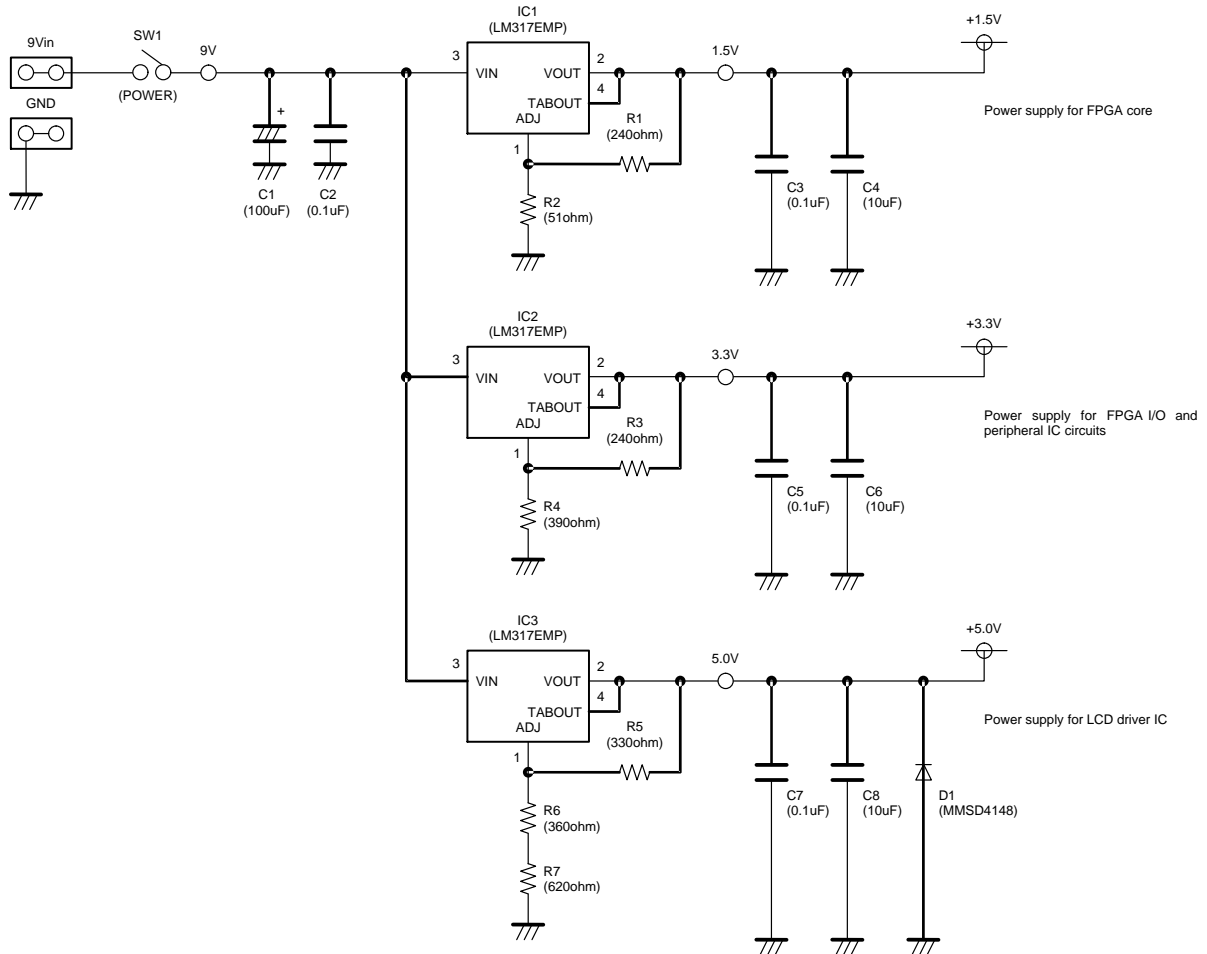 9Vin
SW1
9V
(POWER)
GND
+
C1
(100uF)
C2
(0.1uF)
IC1
(LM317EMP)
3
VIN
VOUT
2
4
TABOUT
ADJ
1
R1
(240ohm)
R2
(51ohm)
1.5V
+1.5V
C3
(0.1uF)
C4
(10uF)
Power supply for FPGA core
IC2
(LM317EMP)
3
VIN
VOUT
2
4
TABOUT
ADJ
1
R3
(240ohm)
R4
(390ohm)
3.3V
+3.3V
C5
(0.1uF)
C6
(10uF)
Power supply for FPGA I/O and
peripheral IC circuits
IC3
(LM317EMP)
3
VIN
VOUT
2
4
TABOUT
ADJ
1
R5
(330ohm)
R6
(360ohm)
R7
(620ohm)
5.0V
+5.0V
C7
(0.1uF)
C8
(10uF)
D1
(MMSD4148)
Power supply for LCD driver IC